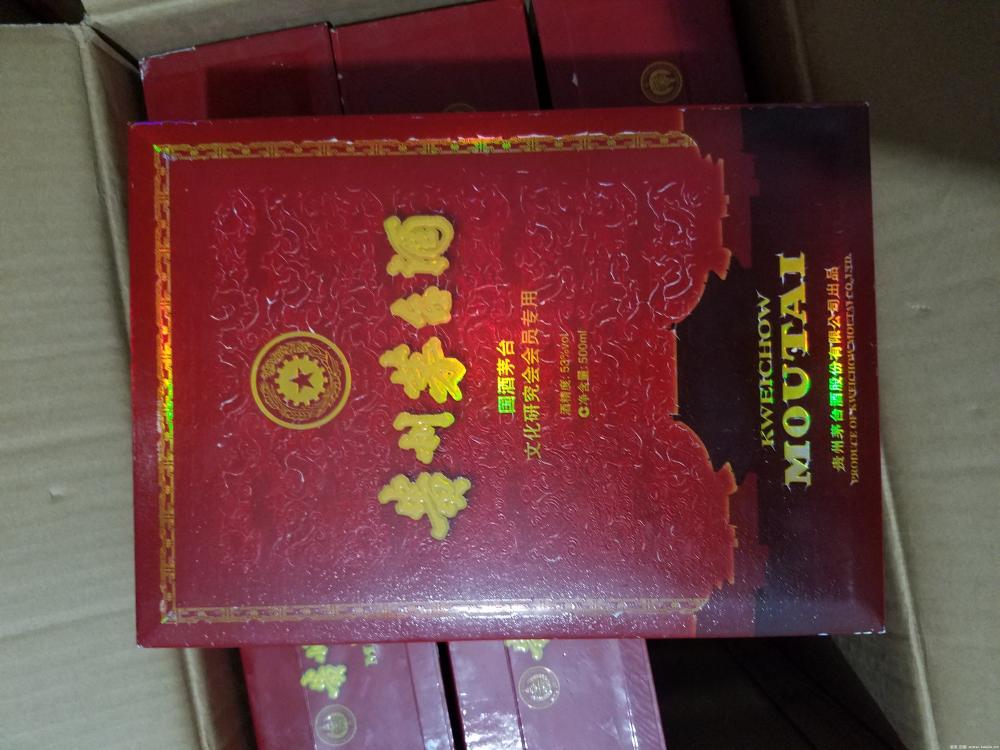 贵州茅台酒
国酒茅台
文化研究会会员专用
酒精度: 53%vol
净含量: 500ml
KWEICHOW
MOUTAI
贵州茅台酒股份有限公司出品
PRODUCE OF KWEICHOW MOUTAI CO., LTD.